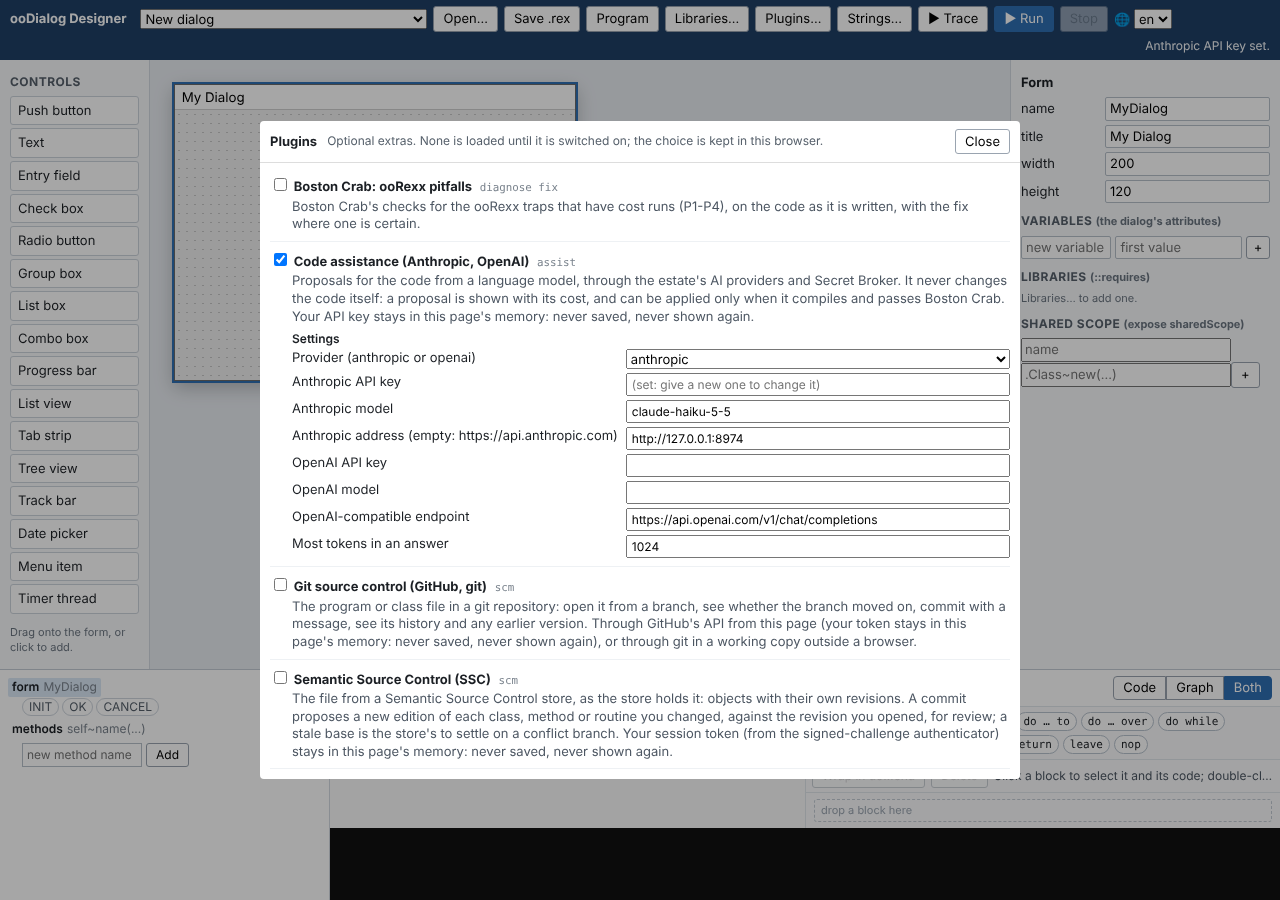 ooDialog Designer
New dialog
Open...
Save .rex
Program
Libraries...
Plugins...
Strings...
▶ Trace
▶ Run
Stop
🌐 en
Anthropic API key set.
CONTROLS
Push button
Text
Entry field
Check box
Radio button
Group box
List box
Combo box
Progress bar
List view
Tab strip
Tree view
Track bar
Date picker
Menu item
Timer thread
Drag onto the form, or
click to add.
My Dialog
Plugins Optional extras. None is loaded until it is switched on; the choice is kept in this browser.
Close
Boston Crab: ooRexx pitfalls diagnose fix
Boston Crab's checks for the ooRexx traps that have cost runs (P1-P4), on the code as it is written, with the fix
where one is certain.
Code assistance (Anthropic, OpenAI) assist
Proposals for the code from a language model, through the estate's AI providers and Secret Broker. It never changes
the code itself: a proposal is shown with its cost, and can be applied only when it compiles and passes Boston Crab.
Your API key stays in this page's memory: never saved, never shown again.
Settings
Provider (anthropic or openai) anthropic
Anthropic API key (set: give a new one to change it)
Anthropic model claude-haiku-5-5
Anthropic address (empty: https://api.anthropic.com) http://127.0.0.1:8974
OpenAI API key
OpenAI model
OpenAI-compatible endpoint https://api.openai.com/v1/chat/completions
Most tokens in an answer 1024
Git source control (GitHub, git) scm
The program or class file in a git repository: open it from a branch, see whether the branch moved on, commit with a
message, see its history and any earlier version. Through GitHub's API from this page (your token stays in this
page's memory: never saved, never shown again), or through git in a working copy outside a browser.
Semantic Source Control (SSC) scm
The file from a Semantic Source Control store, as the store holds it: objects with their own revisions. A commit
proposes a new edition of each class, method or routine you changed, against the revision you opened, for review; a
stale base is the store's to settle on a conflict branch. Your session token (from the signed-challenge authenticator)
stays in this page's memory: never saved, never shown again.
Form
name MyDialog
title My Dialog
width 200
height 120
VARIABLES (the dialog's attributes)
new variable first value +
LIBRARIES (::requires)
Libraries... to add one.
SHARED SCOPE (expose sharedScope)
name
.Class~new(...) +
form MyDialog
INIT OK CANCEL
methods self~name(...)
new method name Add
Code Graph Both
do … to do … over do while
leave nop
a block to select it and its code; double-cl...
drop a block here